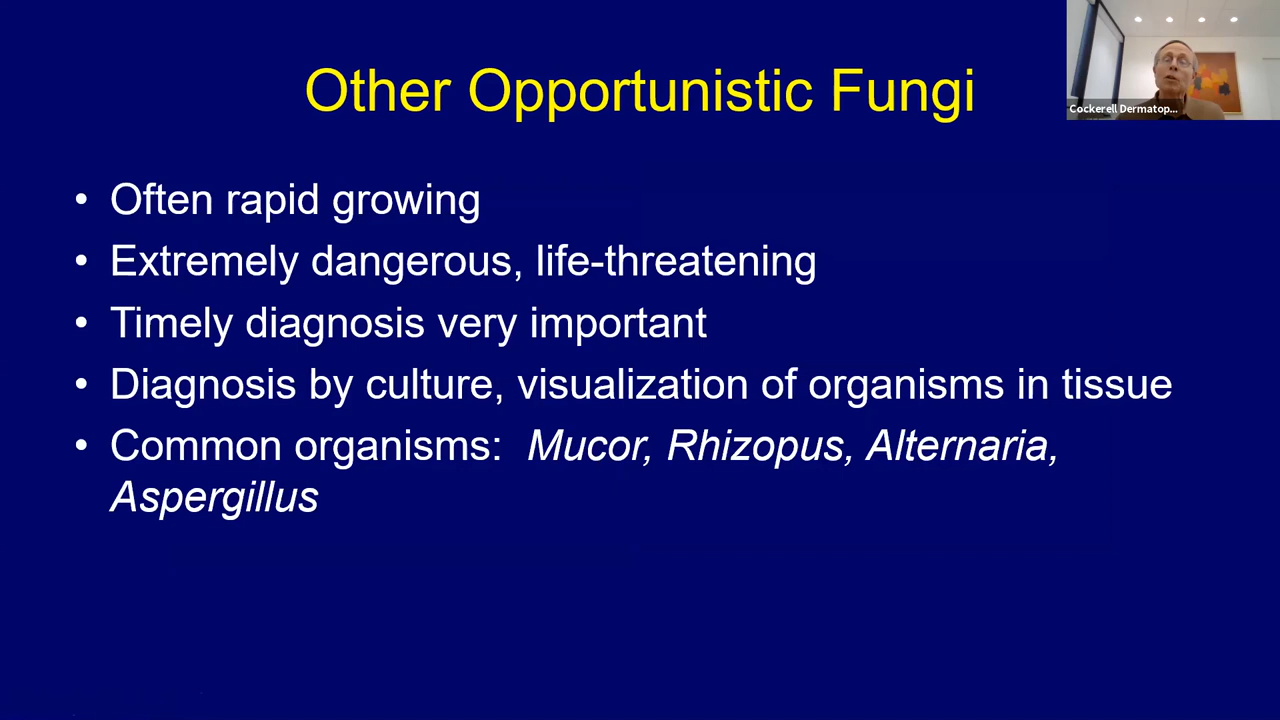 Other Opportunistic Fungi
Cockerell Dermatop...
• Often rapid growing
• Extremely dangerous, life-threatening
• Timely diagnosis very important
• Diagnosis by culture, visualization of organisms in tissue
• Common organisms: Mucor, Rhizopus, Alternaria,
Aspergillus